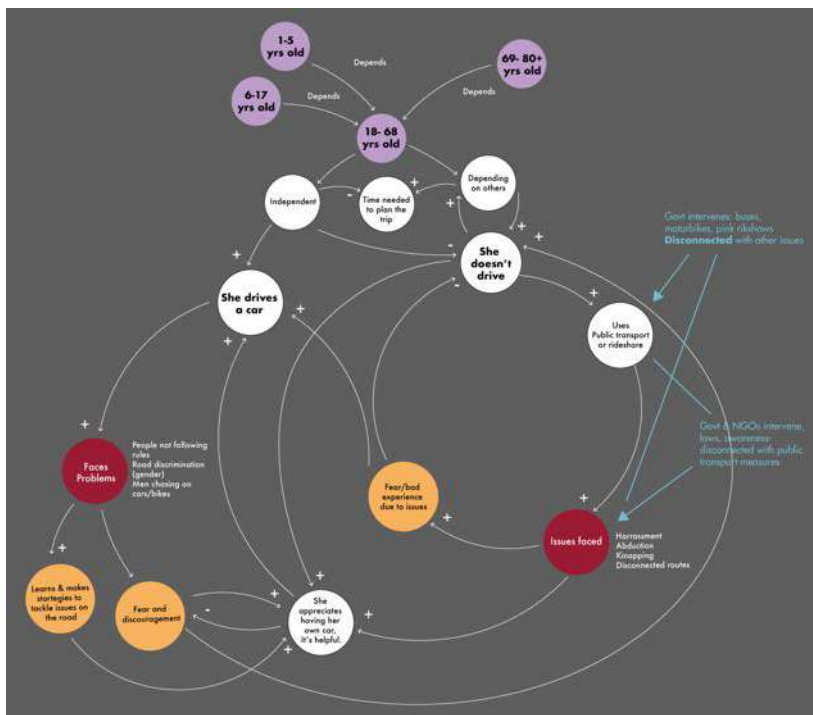 1-5
yrs old
Depends
69- 80+
yrs old
6-17
yrs old
Depends
Depends
18- 68
yrs old
Independent
-
Time needed
to plan the
trip
+
Depending
on others
+
+
+
Govt intervenes: buses,
motorbikes, pink rikshaws
Disconnected with other issues
+
-
She
doesn't
drive
-
+
She drives
a car
+
+
Uses
Public transport
or rideshare
Govt & NGOs intervene,
laws, awareness-
disconnected with public
transport measures
+
Faces
Problems
People not following
rules
Road discrimination
(gender)
Men chasing on
cars/bikes
Fear/bad
experience
due to issues
+
+
Issues faced
Harrassment
Abduction
Kinapping
Disconnected routes
+
Learns & makes
startegies to
tackle issues on
the road
Fear and
discouragement
+
-
+
+
+
She
appreciates
having her
own car,
it's helpful.